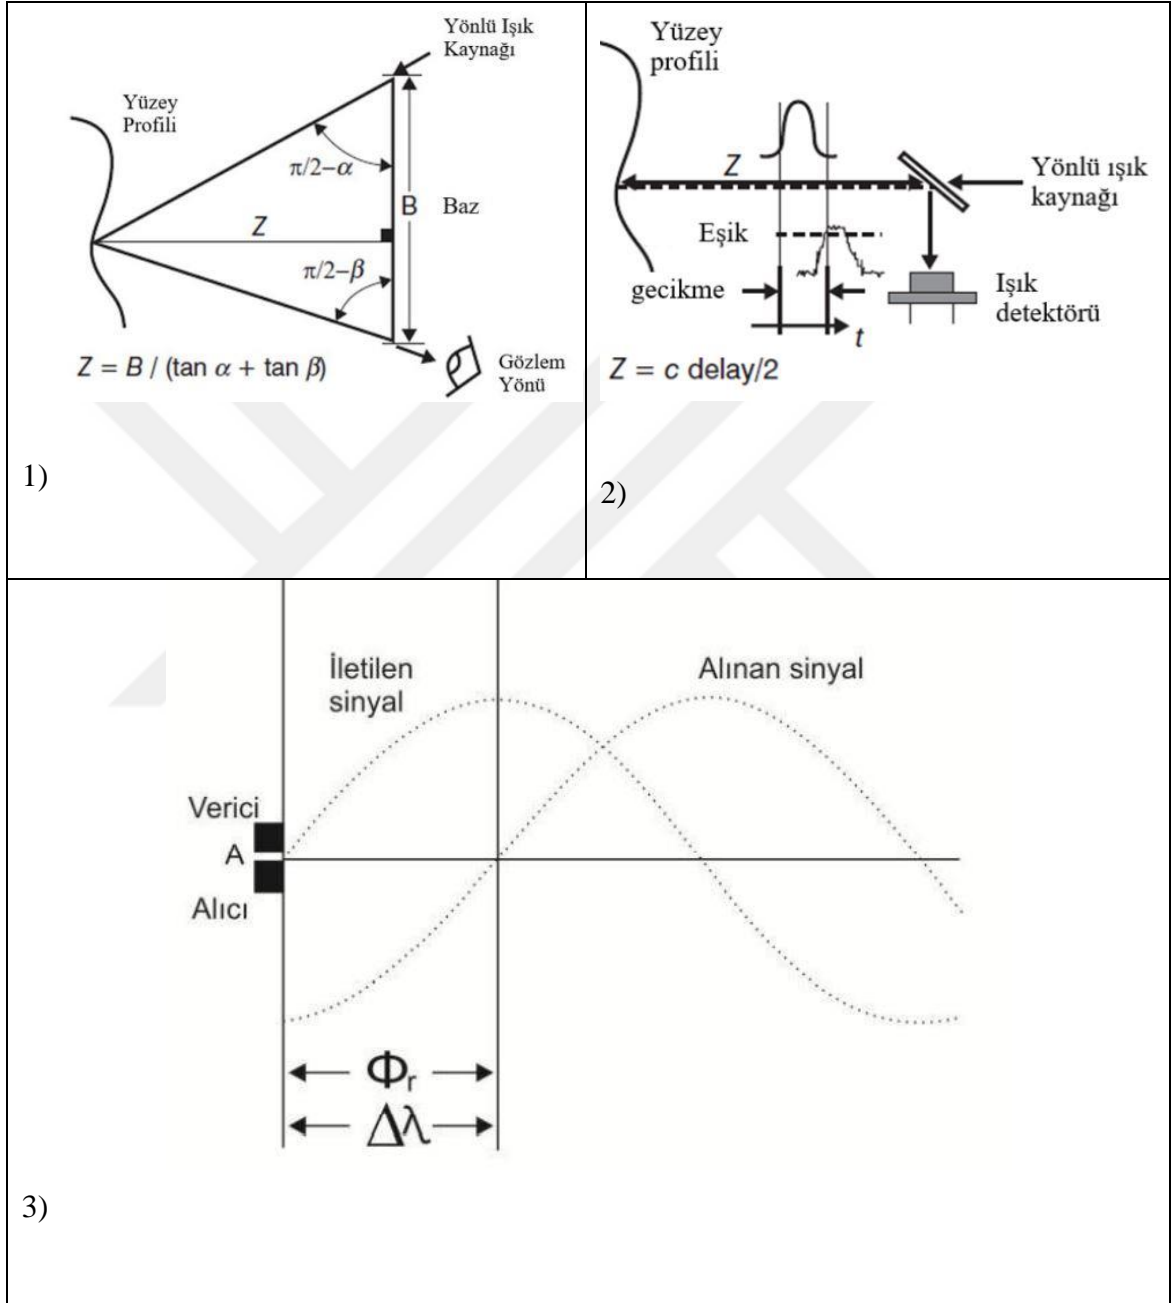 Yönlü Işık
Kaynağı
Yüzey
Profili
π/2−α
B
Baz
Z
π/2−β
Z = B / (tan α + tan β)
Gözlem
Yönü
1)
Yüzey
profili
Z
Yönlü ışık
kaynağı
Eşik
gecikme
Işık
detektörü
t
Z = c delay/2
2)
İletilen
sinyal
Alınan sinyal
Verici
A
Alıcı
Φr
Δλ
3)